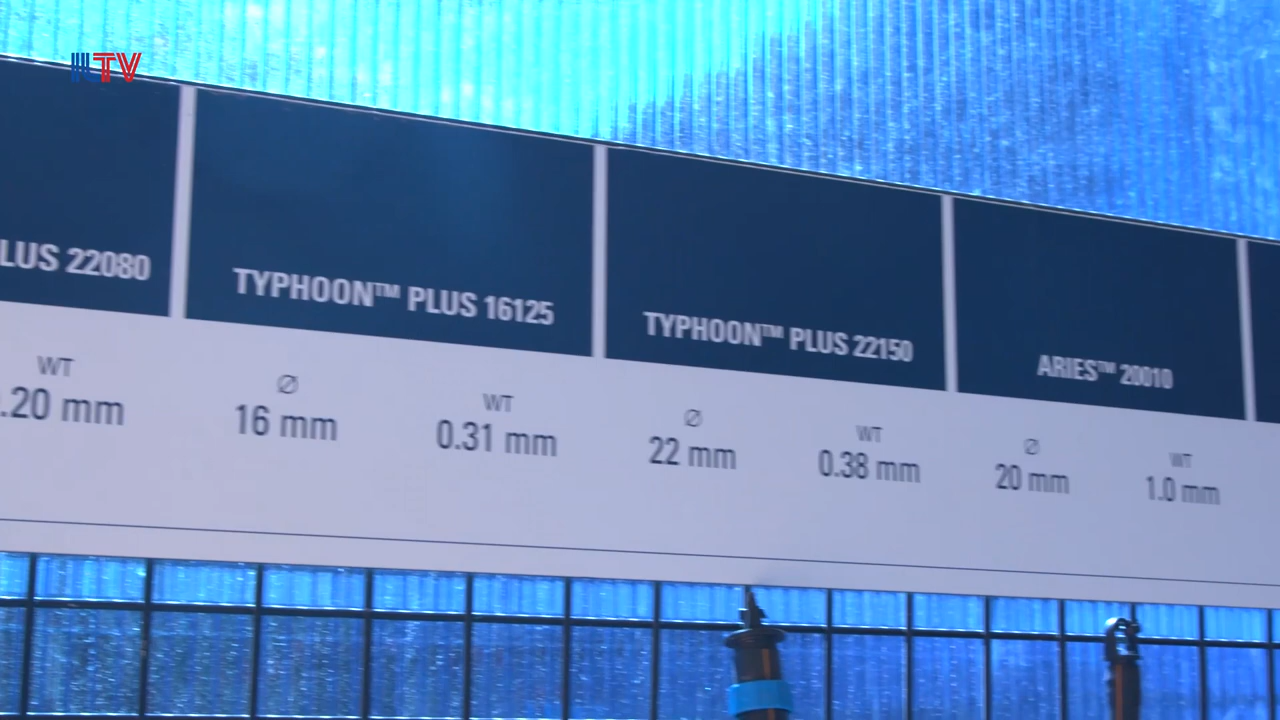 ILTV
LUS 22080
WT
.20 mm
TYPHOON™ PLUS 16125
Ø
16 mm
WT
0.31 mm
TYPHOON™ PLUS 22150
Ø
22 mm
WT
0.38 mm
ARIES™ 20010
Ø
20 mm
WT
1.0 mm